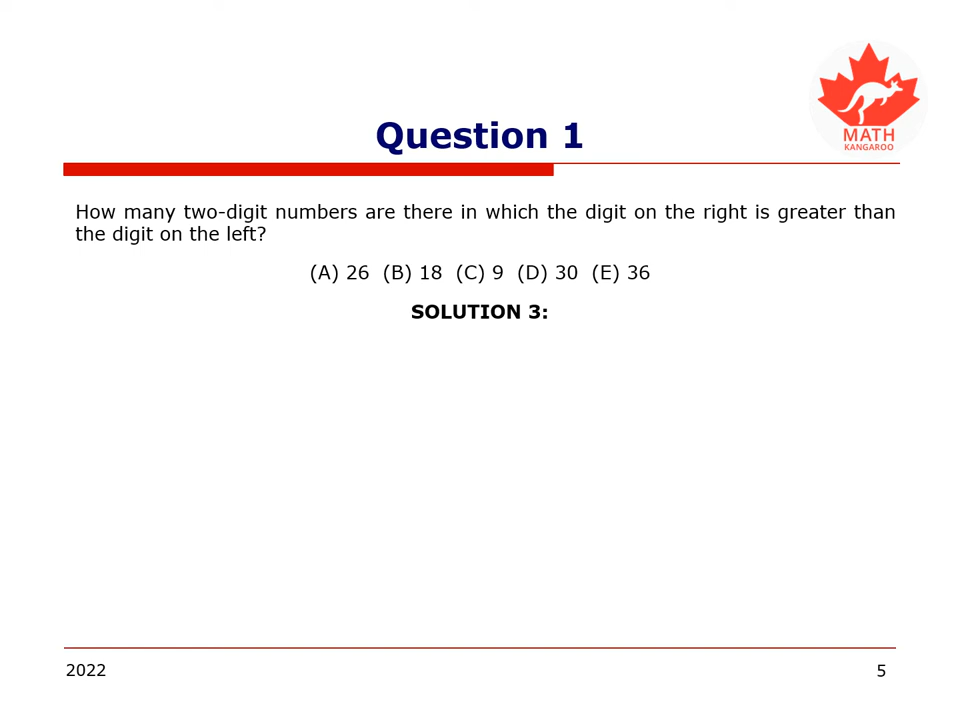 MATH
KANGAROO
Question 1
How many two-digit numbers are there in which the digit on the right is greater than
the digit on the left?
(A) 26 (B) 18 (C) 9 (D) 30 (E) 36
SOLUTION 3:
2022
5